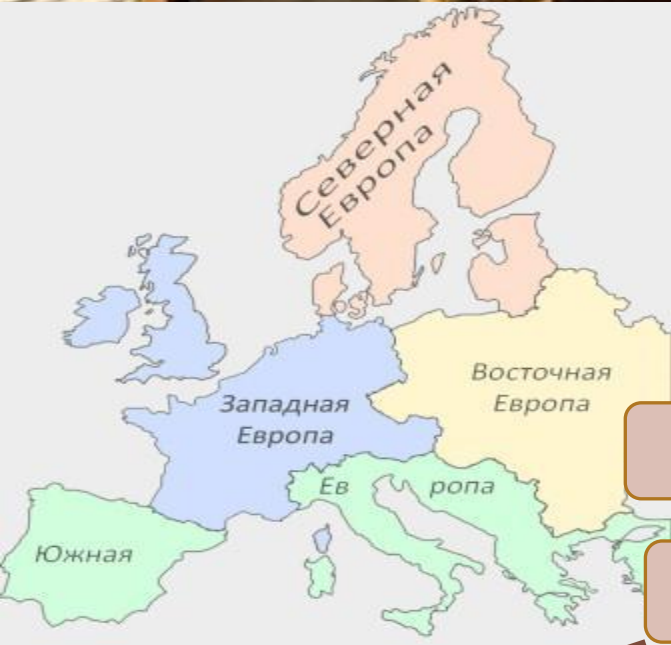 Северная
Европа
Восточная
Европа
Западная
Европа
Южная Ев ропа